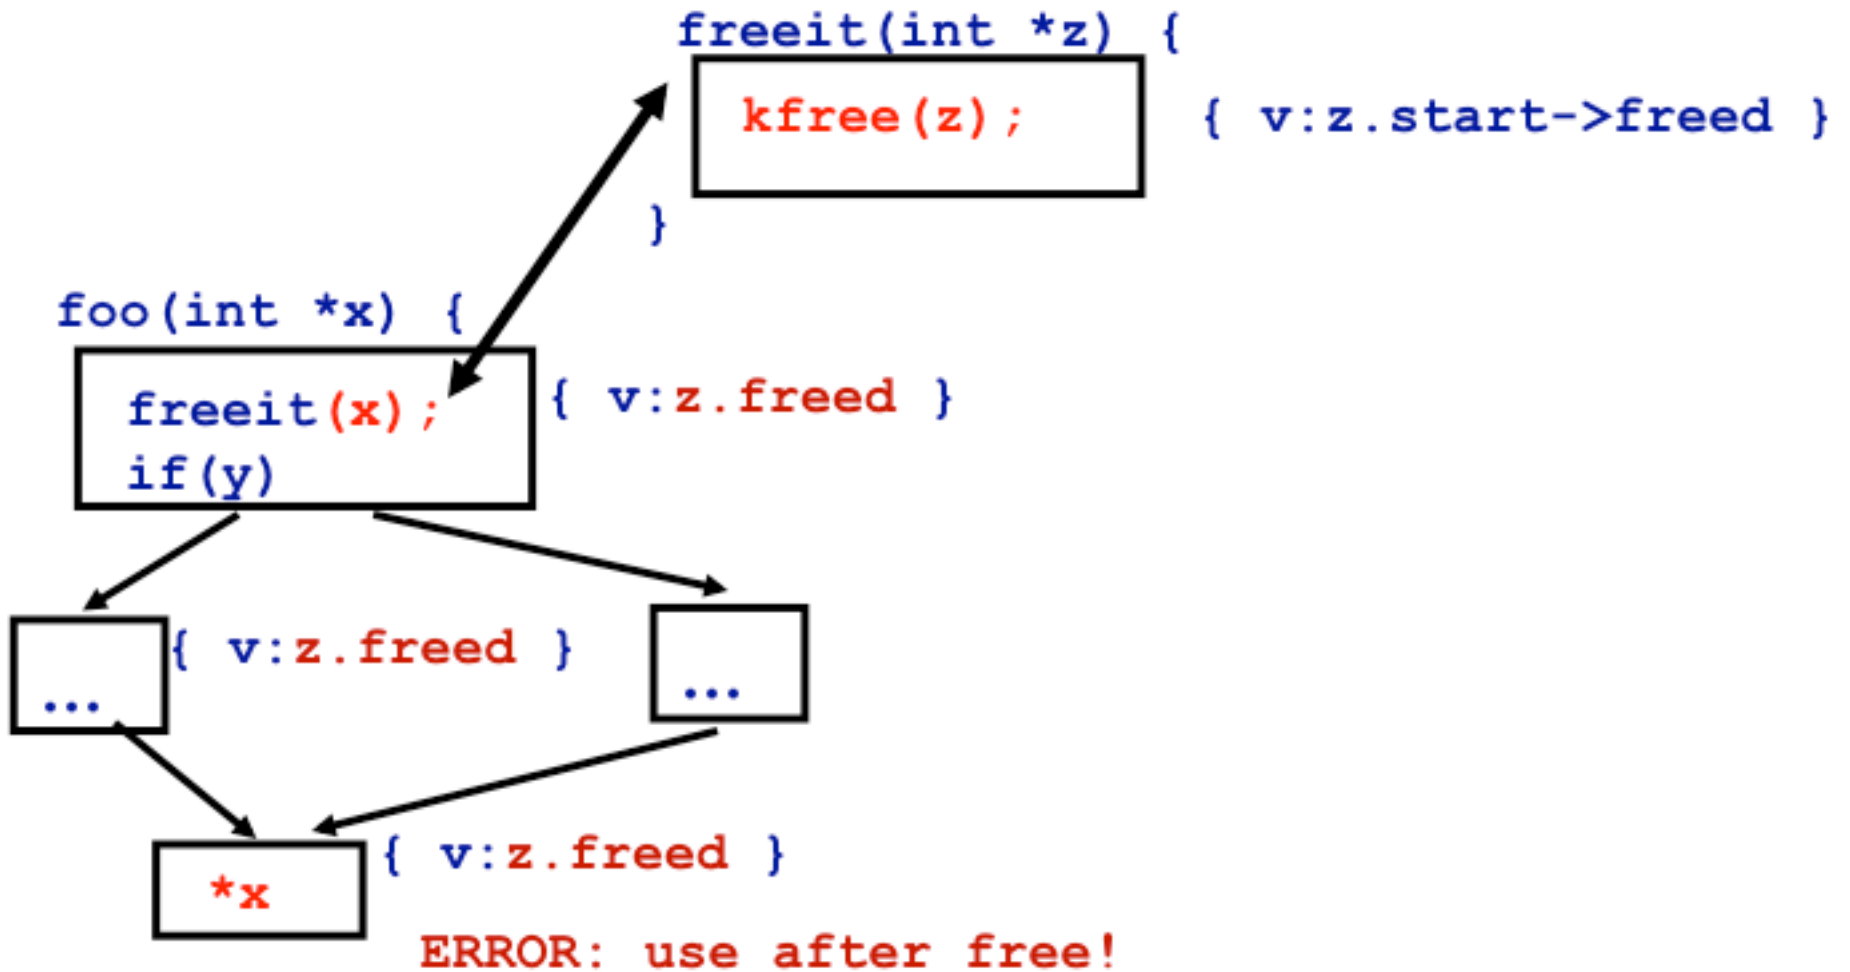 freeit(int *z) {
kfree(z);
{ v:z.start->freed }
}
foo(int *x) {
freeit(x);
{ v:z.freed }
if(y)
{ v:z.freed }
...
...
{ v:z.freed }
*x
ERROR: use after free!